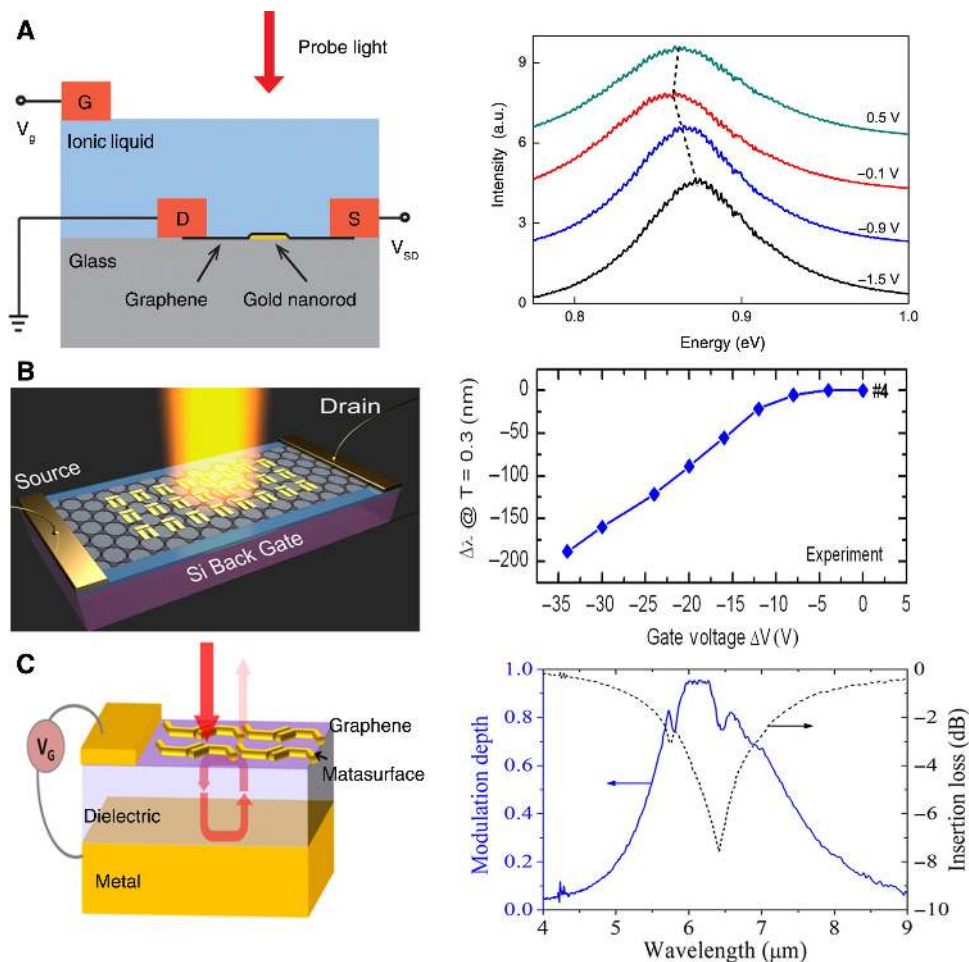 A
Probe light
G
V_g
Ionic liquid
D
S
V_SD
Glass
Graphene
Gold nanorod
9
6
3
0
Intensity (a.u.)
0.5 V
−0.1 V
−0.9 V
−1.5 V
0.8
0.9
1.0
Energy (eV)
B
Drain
Source
Si Back Gate
0
−50
−100
−150
−200
Δλ @ T = 0.3 (nm)
#4
Experiment
−35 −30 −25 −20 −15 −10 −5 0 5
Gate voltage ΔV(V)
C
V_G
Graphene
Matasurface
Dielectric
Metal
1.0
0.8
0.6
0.4
0.2
0.0
Modulation depth
0
−2
−4
−6
−8
−10
Insertion loss (dB)
4 5 6 7 8 9
Wavelength (μm)